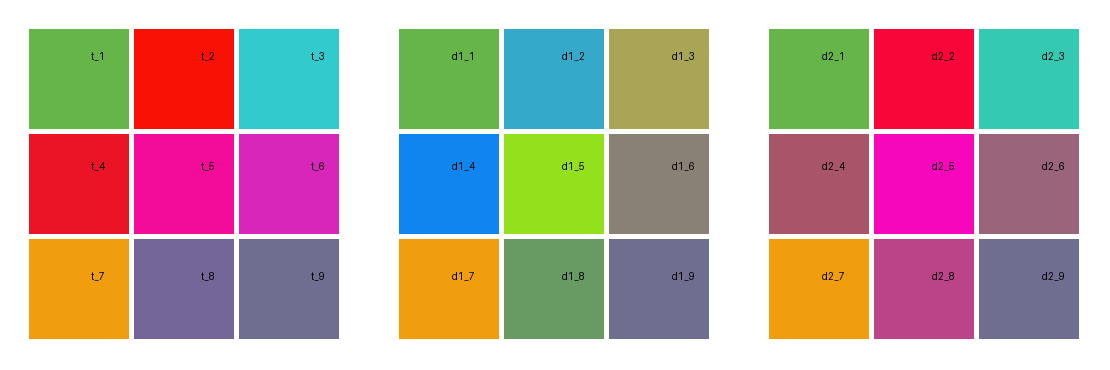 t_1 t_2 t_3 d1_1 d1_2 d1_3 d2_1 d2_2 d2_3
t_4 t_5 t_6 d1_4 d1_5 d1_6 d2_4 d2_5 d2_6
t_7 t_8 t_9 d1_7 d1_8 d1_9 d2_7 d2_8 d2_9